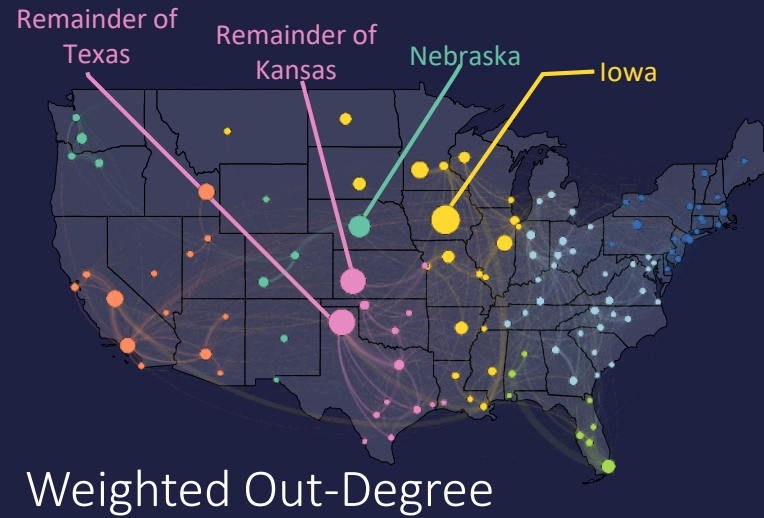 Remainder of
Texas
Remainder of
Kansas
Nebraska
Iowa
Weighted Out-Degree